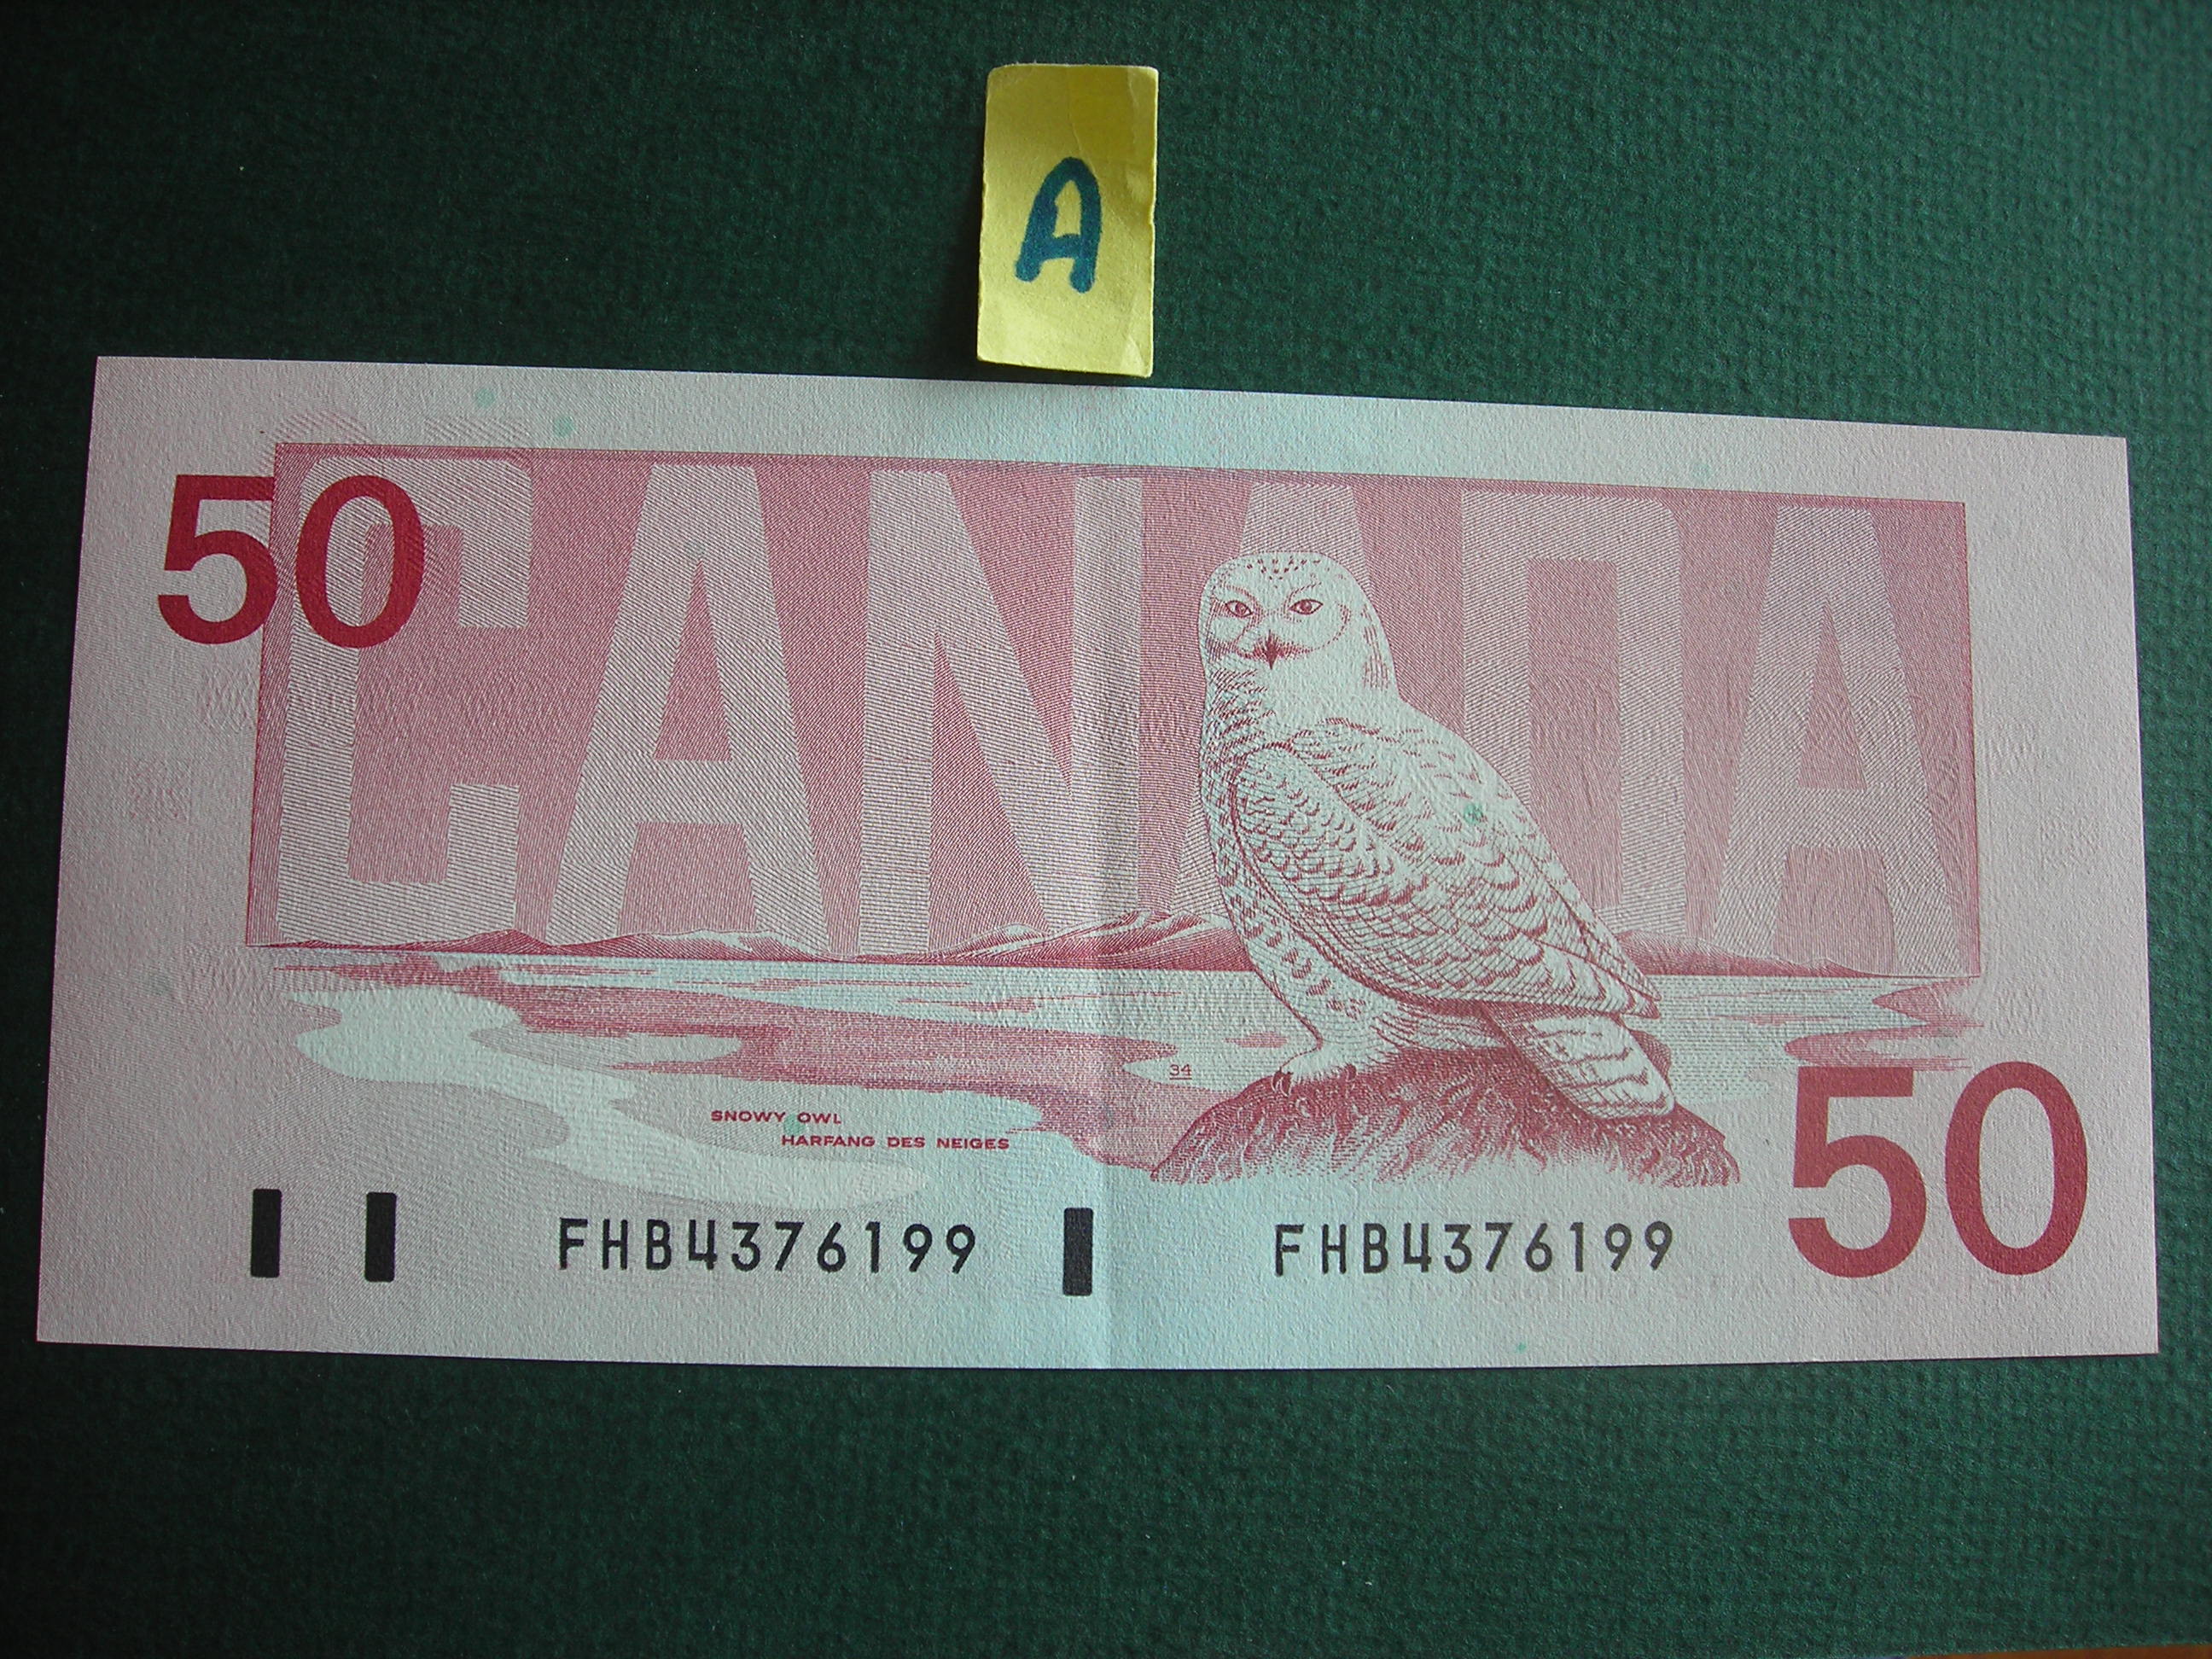 A
50
CANADA
34
SNOWY OWL
HARFANG DES NEIGES
50
FHB4376199 FHB4376199